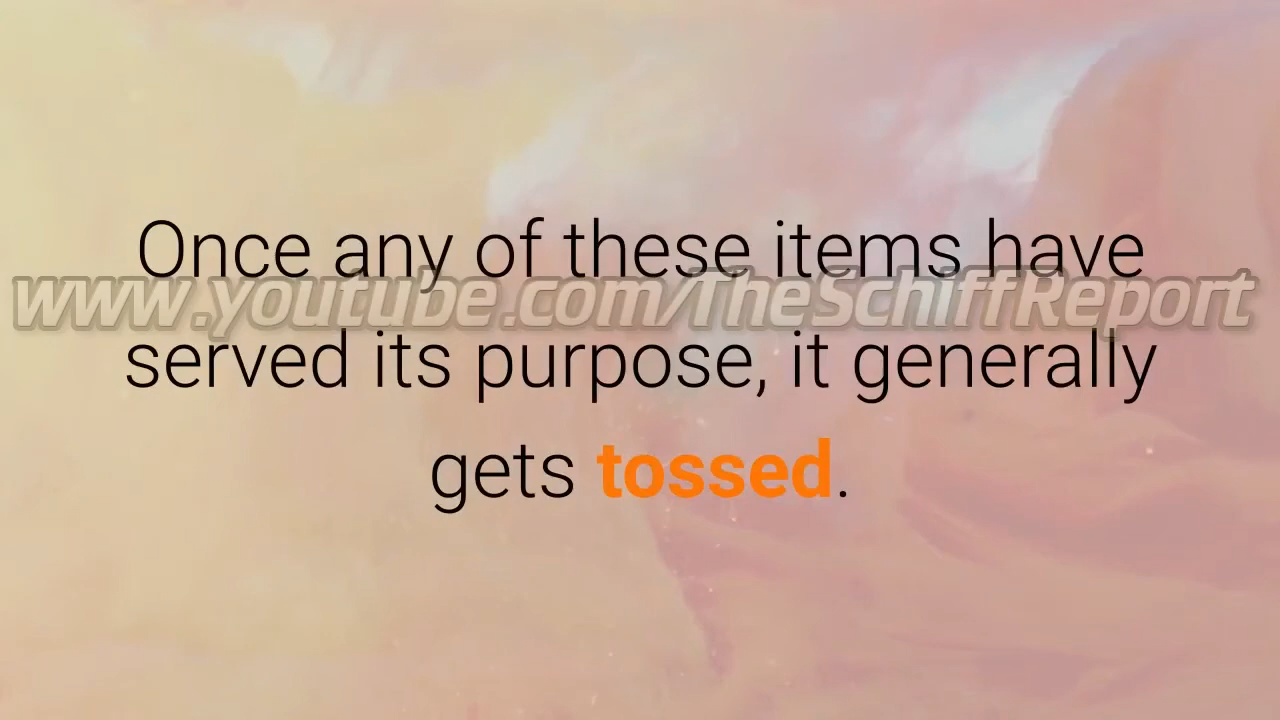 Once any of these items have
www.youtube.com/TheSchiffReport
served its purpose, it generally
gets tossed.